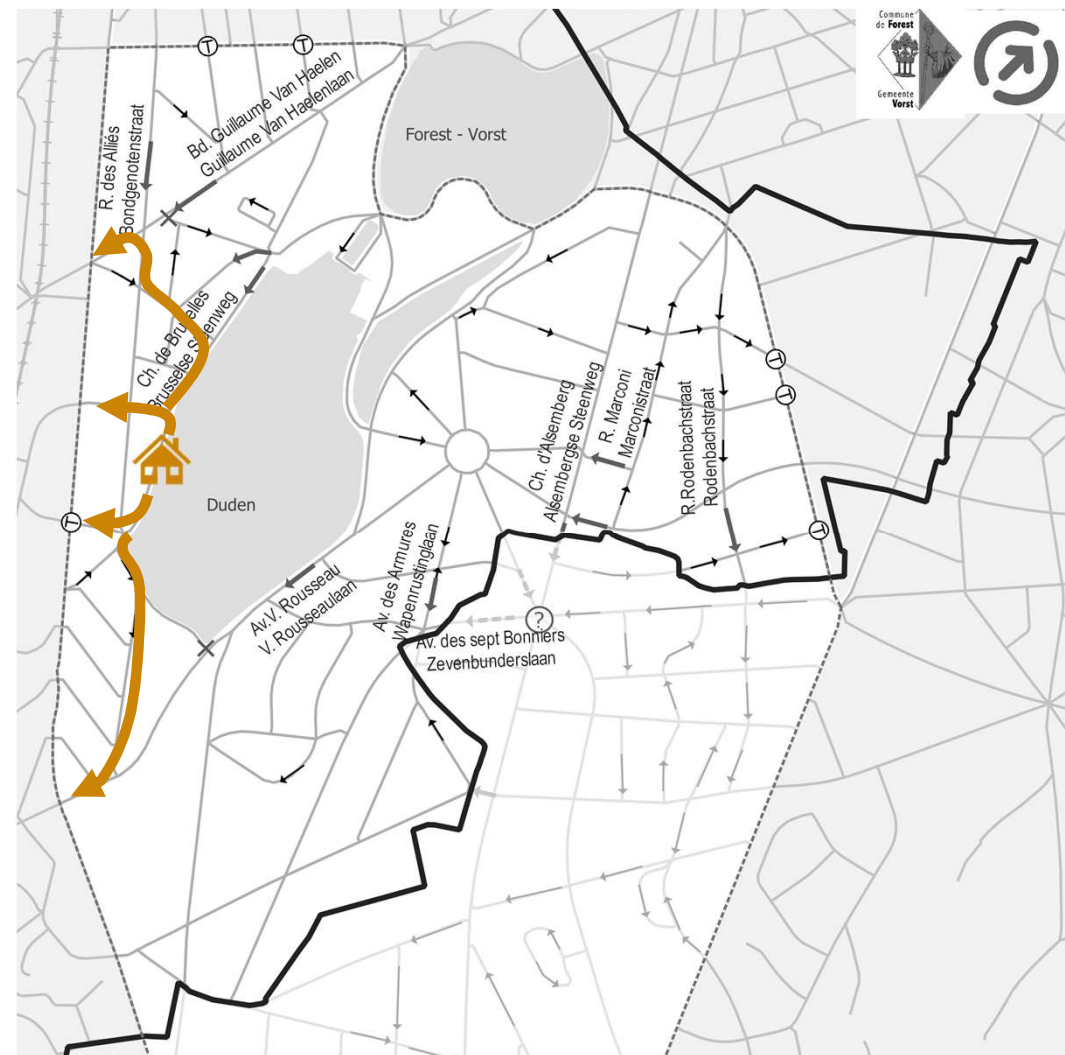 Commune
de Forest
Gemeente
Vorst
T
T
Bd. Guillaume Van Haelen
Guillaume Van Haelenlaan
Forest - Vorst
R. des Alliés
Bondgenotenstraat
Ch. de Bruxelles
Brusselse Steenweg
Ch. d'Alsemberg
Alsembergse Steenweg
R. Marconi
Marconistraat
R.Rodenbachstraat
Rodenbachstraat
T
T
Duden
T
T
Av.V. Rousseau
V. Rousseaulaan
Av. des Armures
Wapenrustinglaan
?
Av. des sept Bonniers
Zevenbunderslaan